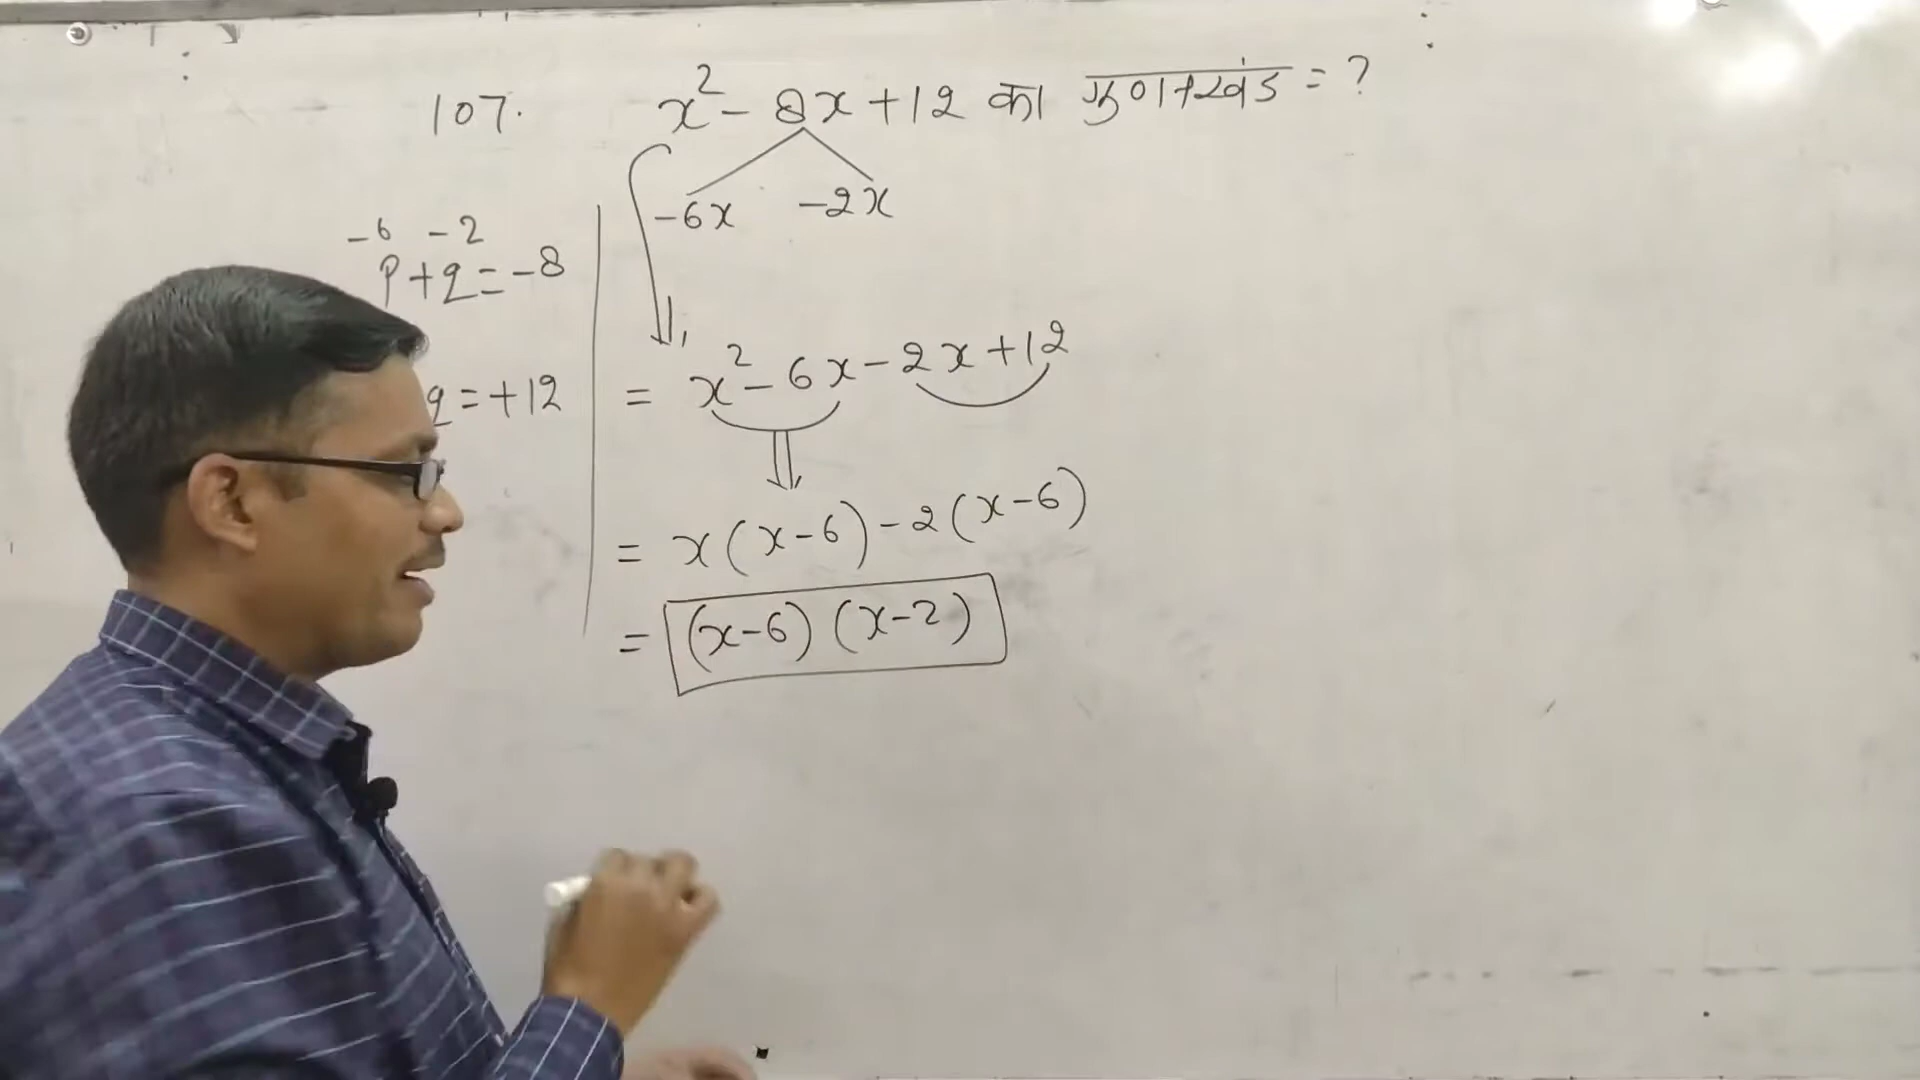 107. x² - 8x + 12 का गुणनखंड = ?
-6x -2x
-6 -2
p + q = -8
q = +12
= x² - 6x - 2x + 12
= x(x-6) - 2(x-6)
= (x-6) (x-2)